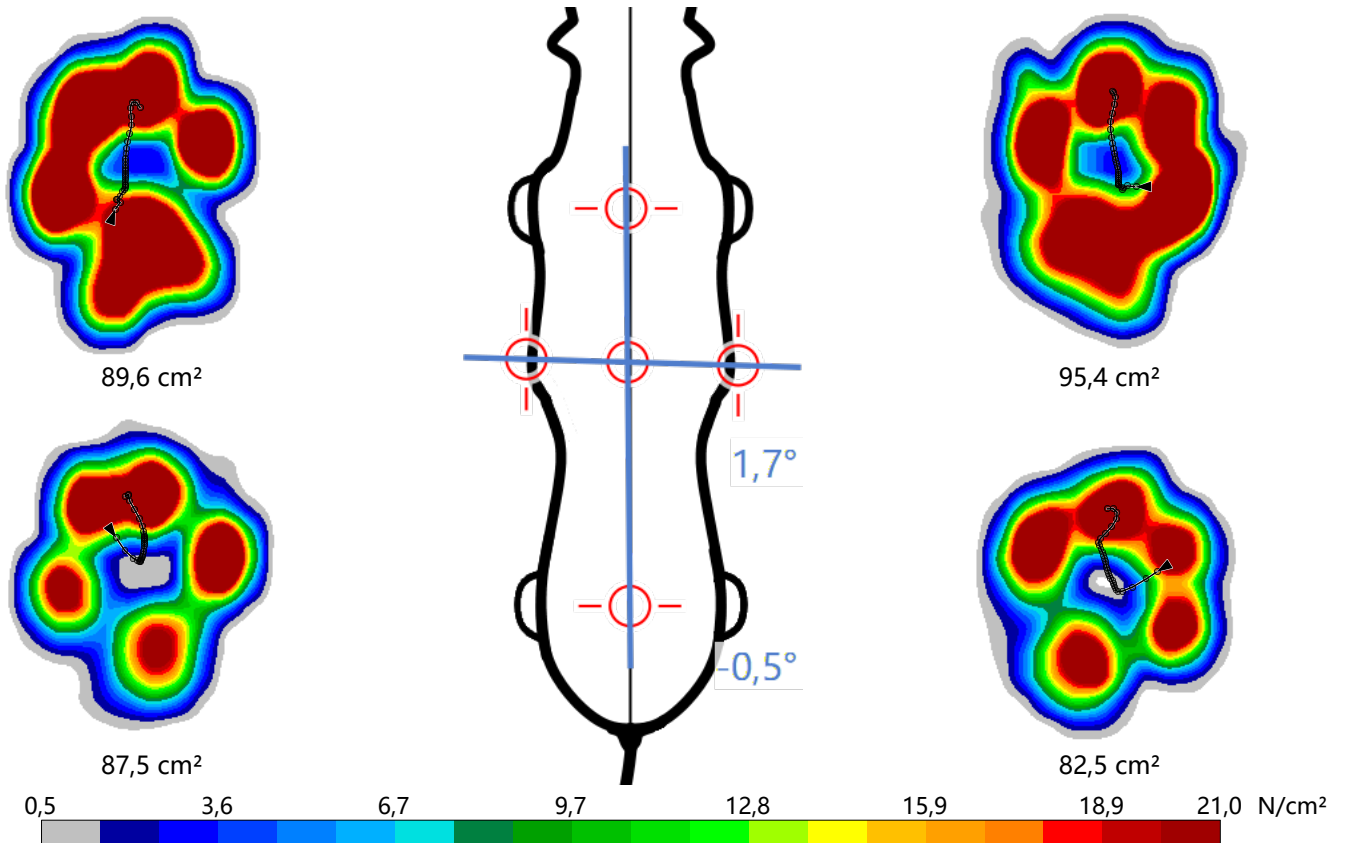 89,6 cm²
95,4 cm²
1,7°
-0,5°
87,5 cm²
82,5 cm²
0,5 3,6 6,7 9,7 12,8 15,9 18,9 21,0 N/cm²